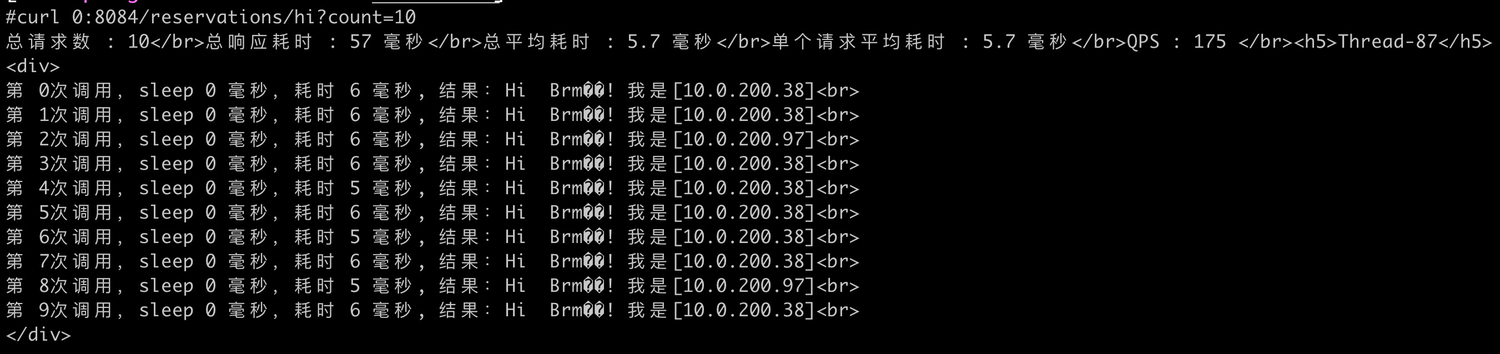 #curl 0:8084/reservations/hi?count=10
总请求数 : 10</br>总响应耗时 : 57 毫秒</br>总平均耗时 : 5.7 毫秒</br>单个请求平均耗时 : 5.7 毫秒</br>QPS : 175 </br><h5>Thread-87</h5>
<div>
第 0次调用, sleep 0 毫秒, 耗时 6 毫秒, 结果: Hi  Brm��! 我是[10.0.200.38]<br>
第 1次调用, sleep 0 毫秒, 耗时 6 毫秒, 结果: Hi  Brm��! 我是[10.0.200.38]<br>
第 2次调用, sleep 0 毫秒, 耗时 6 毫秒, 结果: Hi  Brm��! 我是[10.0.200.97]<br>
第 3次调用, sleep 0 毫秒, 耗时 6 毫秒, 结果: Hi  Brm��! 我是[10.0.200.38]<br>
第 4次调用, sleep 0 毫秒, 耗时 5 毫秒, 结果: Hi  Brm��! 我是[10.0.200.38]<br>
第 5次调用, sleep 0 毫秒, 耗时 6 毫秒, 结果: Hi  Brm��! 我是[10.0.200.38]<br>
第 6次调用, sleep 0 毫秒, 耗时 5 毫秒, 结果: Hi  Brm��! 我是[10.0.200.38]<br>
第 7次调用, sleep 0 毫秒, 耗时 6 毫秒, 结果: Hi  Brm��! 我是[10.0.200.38]<br>
第 8次调用, sleep 0 毫秒, 耗时 5 毫秒, 结果: Hi  Brm��! 我是[10.0.200.97]<br>
第 9次调用, sleep 0 毫秒, 耗时 6 毫秒, 结果: Hi  Brm��! 我是[10.0.200.38]<br>
</div>